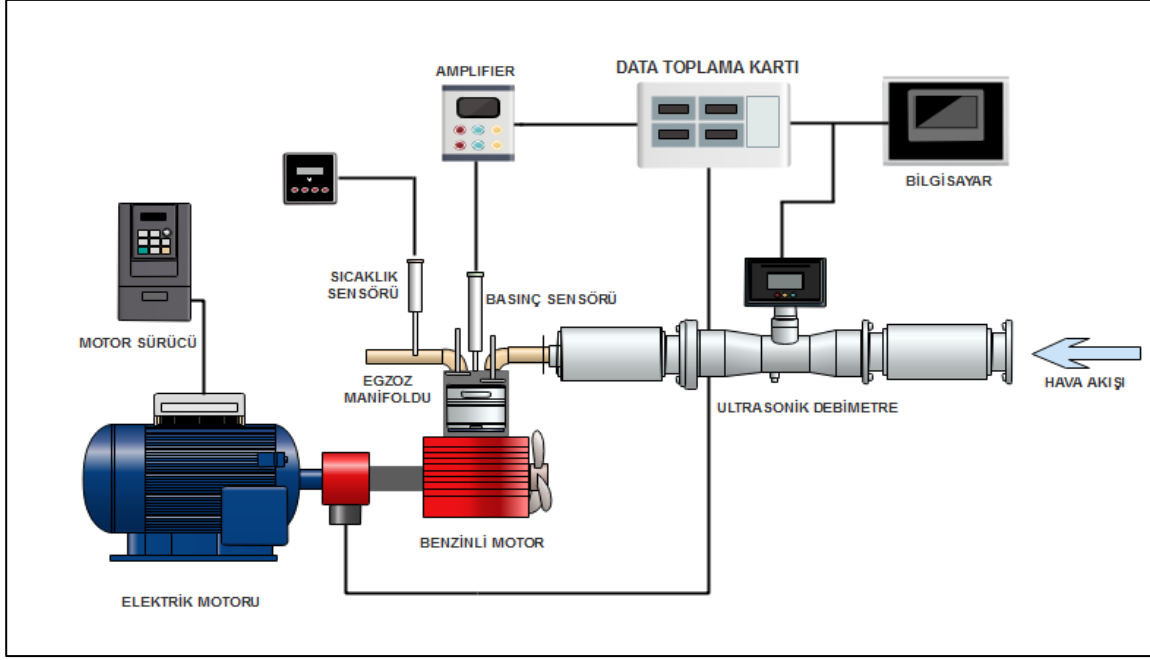 AMPLIFIER
DATA TOPLAMA KARTI
BİLGİSAYAR
SICAKLIK
SENSÖRÜ
BASINÇ SENSÖRÜ
MOTOR SÜRÜCÜ
EGZOZ
MANİFOLDU
HAVA AKIŞI
ULTRASONİK DEBİMETRE
BENZİNLİ MOTOR
ELEKTRİK MOTORU